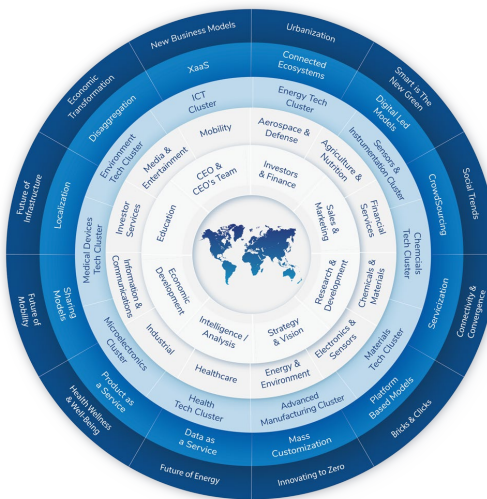 Urbanization
Smart is The
New Green
Social Trends
Connectivity &
Convergence
Bricks & Clicks
Innovating to Zero
Future of Energy
Health Wellness
& Well-Being
Future of
Mobility
Future of
Infrastructure
Economic
Transformation
New Business Models
Connected
Ecosystems
Digital Led
Models
CrowdSourcing
Servicization
Platform
Based Models
Mass
Customization
Data as
a Service
Product as
a Service
Sharing
Models
Localization
Disaggregation
XaaS
Energy Tech
Cluster
Sensors &
Instrumentation Cluster
Chemcials
Tech Cluster
Materials
Tech Cluster
Advanced
Manufacturing Cluster
Health
Tech Cluster
Microelectronics
Cluster
Medical Devices
Tech Cluster
Environment
Tech Cluster
ICT
Cluster
Aerospace &
Defense
Agriculture &
Nutrition
Financial
Services
Chemicals &
Materials
Electronics &
Sensors
Energy &
Environment
Healthcare
Industrial
Information &
Communications
Investor
Services
Media &
Entertainment
Mobility
Investors
& Finance
Sales &
Marketing
Research &
Development
Strategy
& Vision
Intelligence /
Analysis
Economic
Development
Education
CEO &
CEO's Team